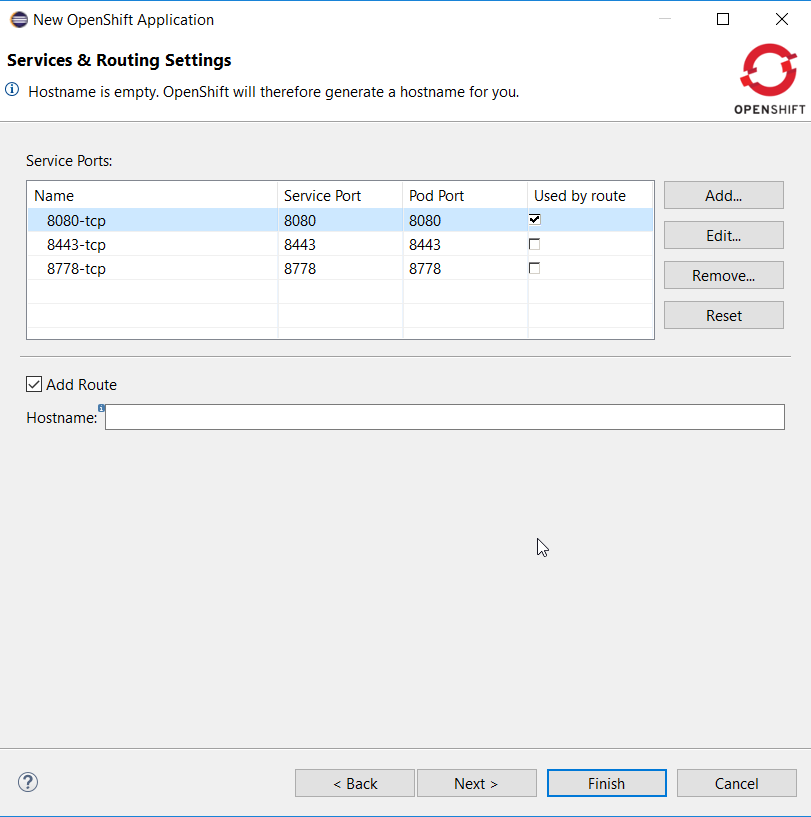 New OpenShift Application
Services & Routing Settings
Hostname is empty. OpenShift will therefore generate a hostname for you.
OPENSHIFT
Service Ports:
Name Service Port Pod Port Used by route
8080-tcp 8080 8080
8443-tcp 8443 8443
8778-tcp 8778 8778
Add...
Edit...
Remove...
Reset
Add Route
Hostname:
< Back Next > Finish Cancel